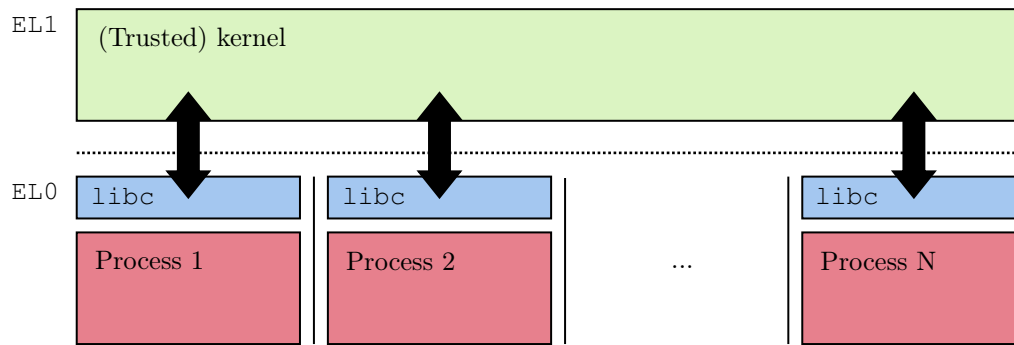 EL1
(Trusted) kernel
EL0
libc
libc
libc
Process 1
Process 2
...
Process N